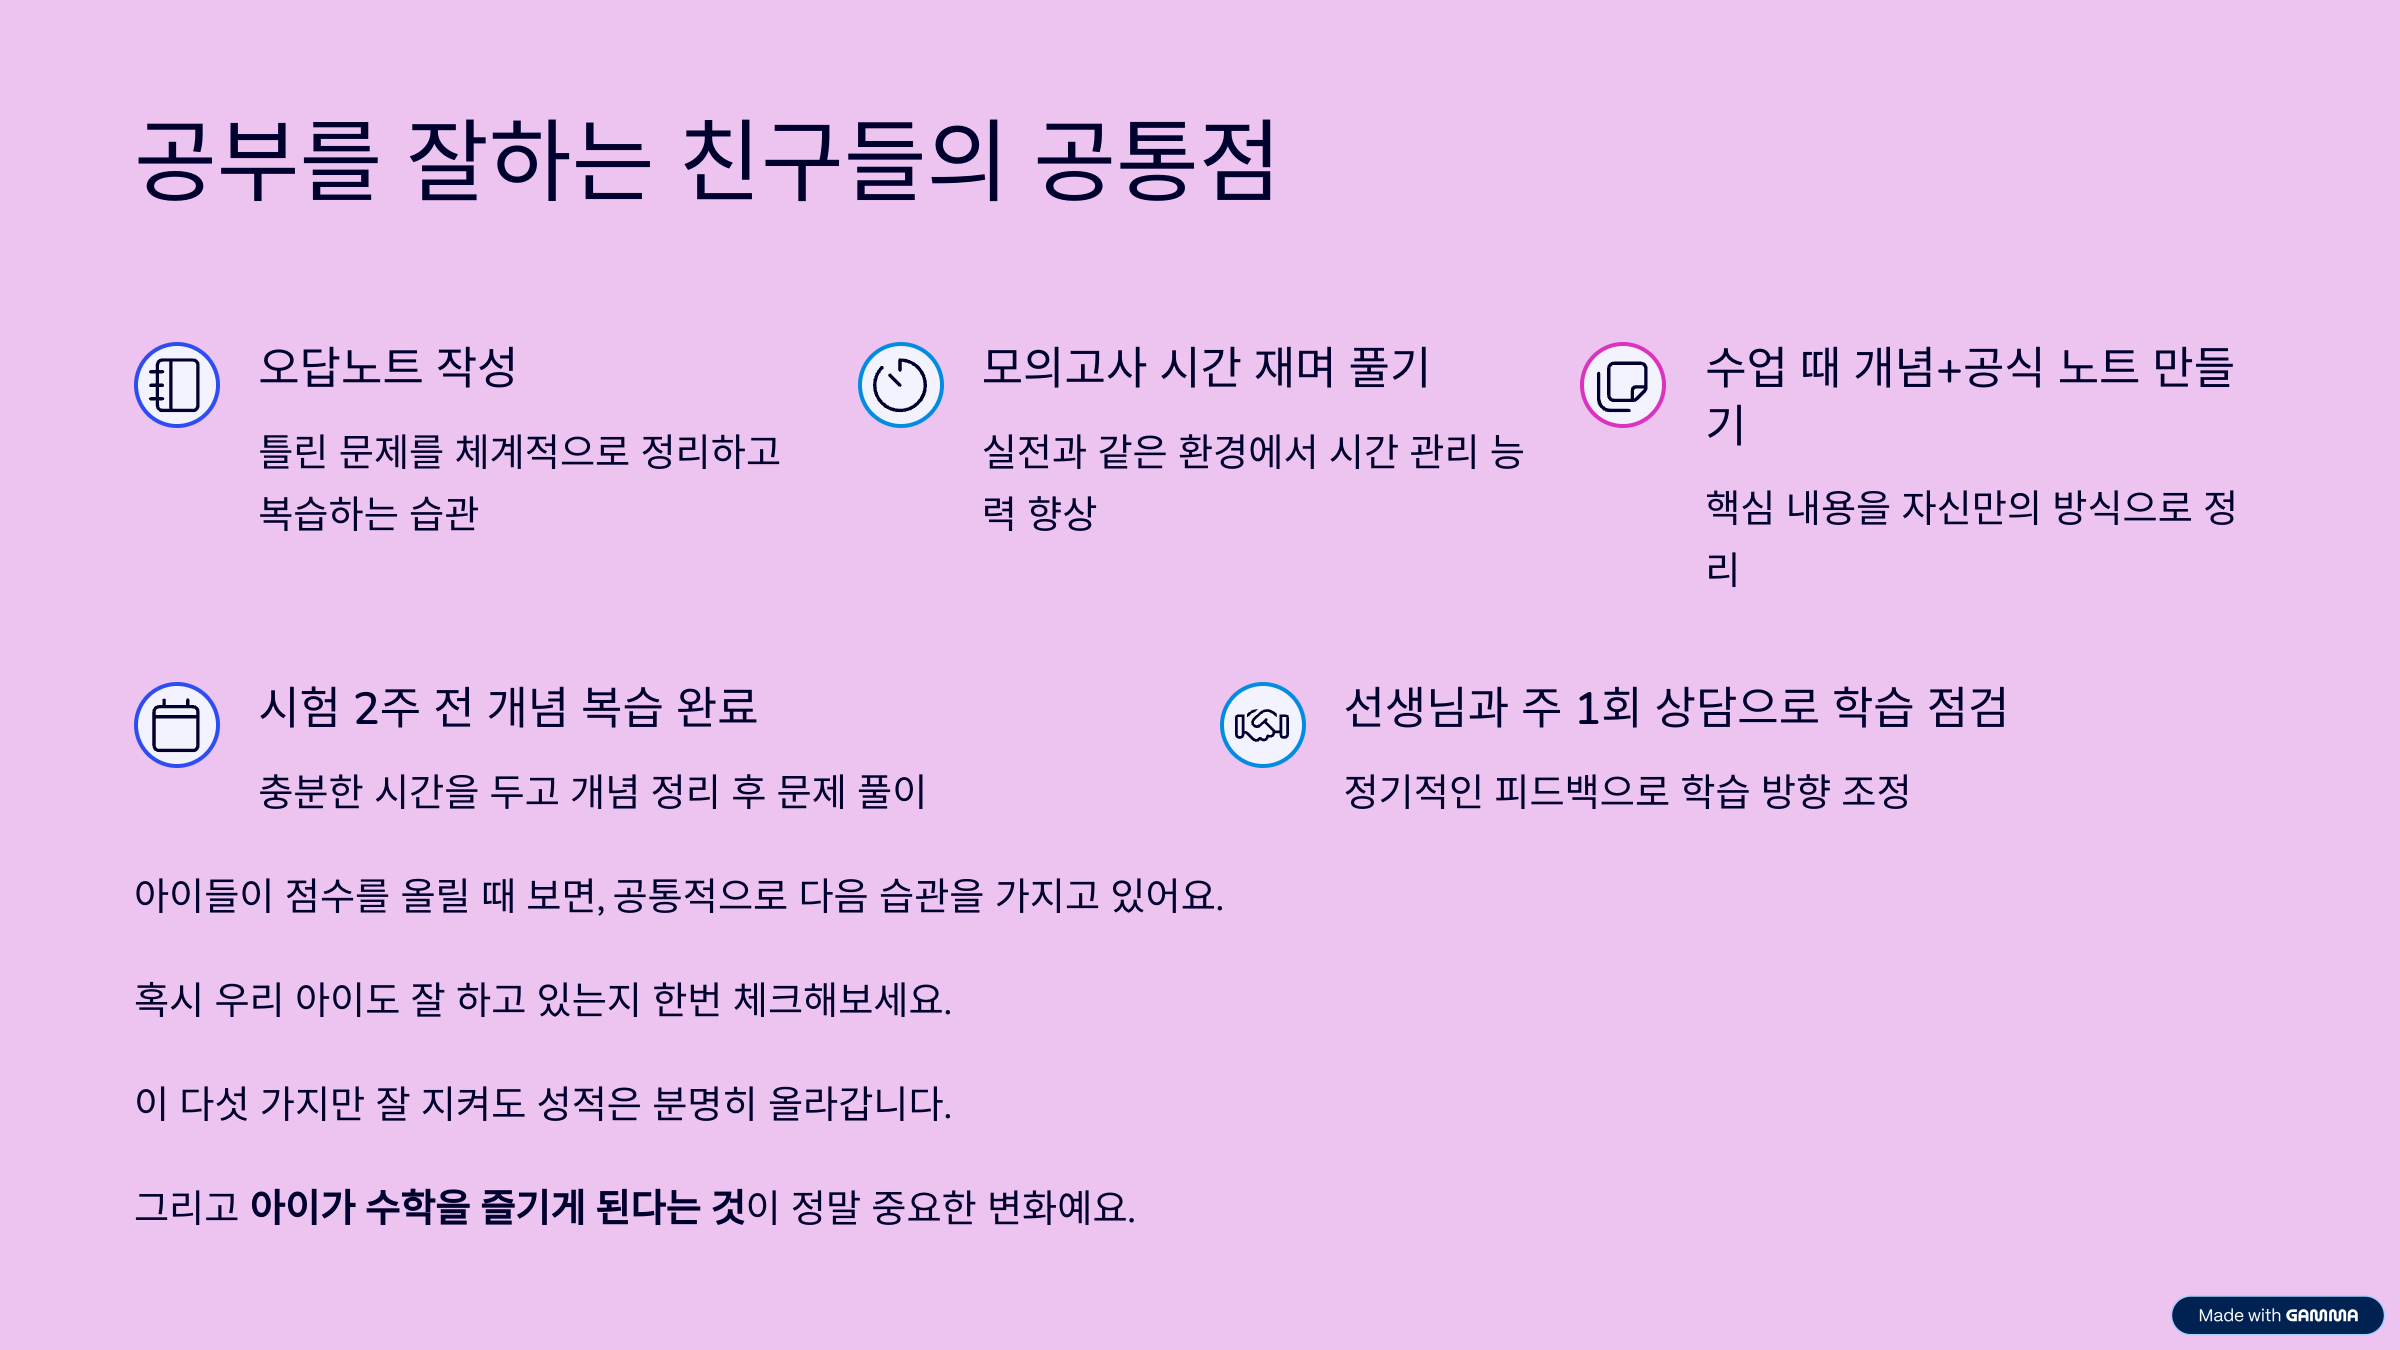 공부를 잘하는 친구들의 공통점
오답노트 작성
틀린 문제를 체계적으로 정리하고
복습하는 습관
모의고사 시간 재며 풀기
실전과 같은 환경에서 시간 관리 능
력 향상
수업 때 개념+공식 노트 만들
기
핵심 내용을 자신만의 방식으로 정
리
시험 2주 전 개념 복습 완료
충분한 시간을 두고 개념 정리 후 문제 풀이
선생님과 주 1회 상담으로 학습 점검
정기적인 피드백으로 학습 방향 조정
아이들이 점수를 올릴 때 보면, 공통적으로 다음 습관을 가지고 있어요.
혹시 우리 아이도 잘 하고 있는지 한번 체크해보세요.
이 다섯 가지만 잘 지켜도 성적은 분명히 올라갑니다.
그리고 아이가 수학을 즐기게 된다는 것이 정말 중요한 변화예요.
Made with GAMMA